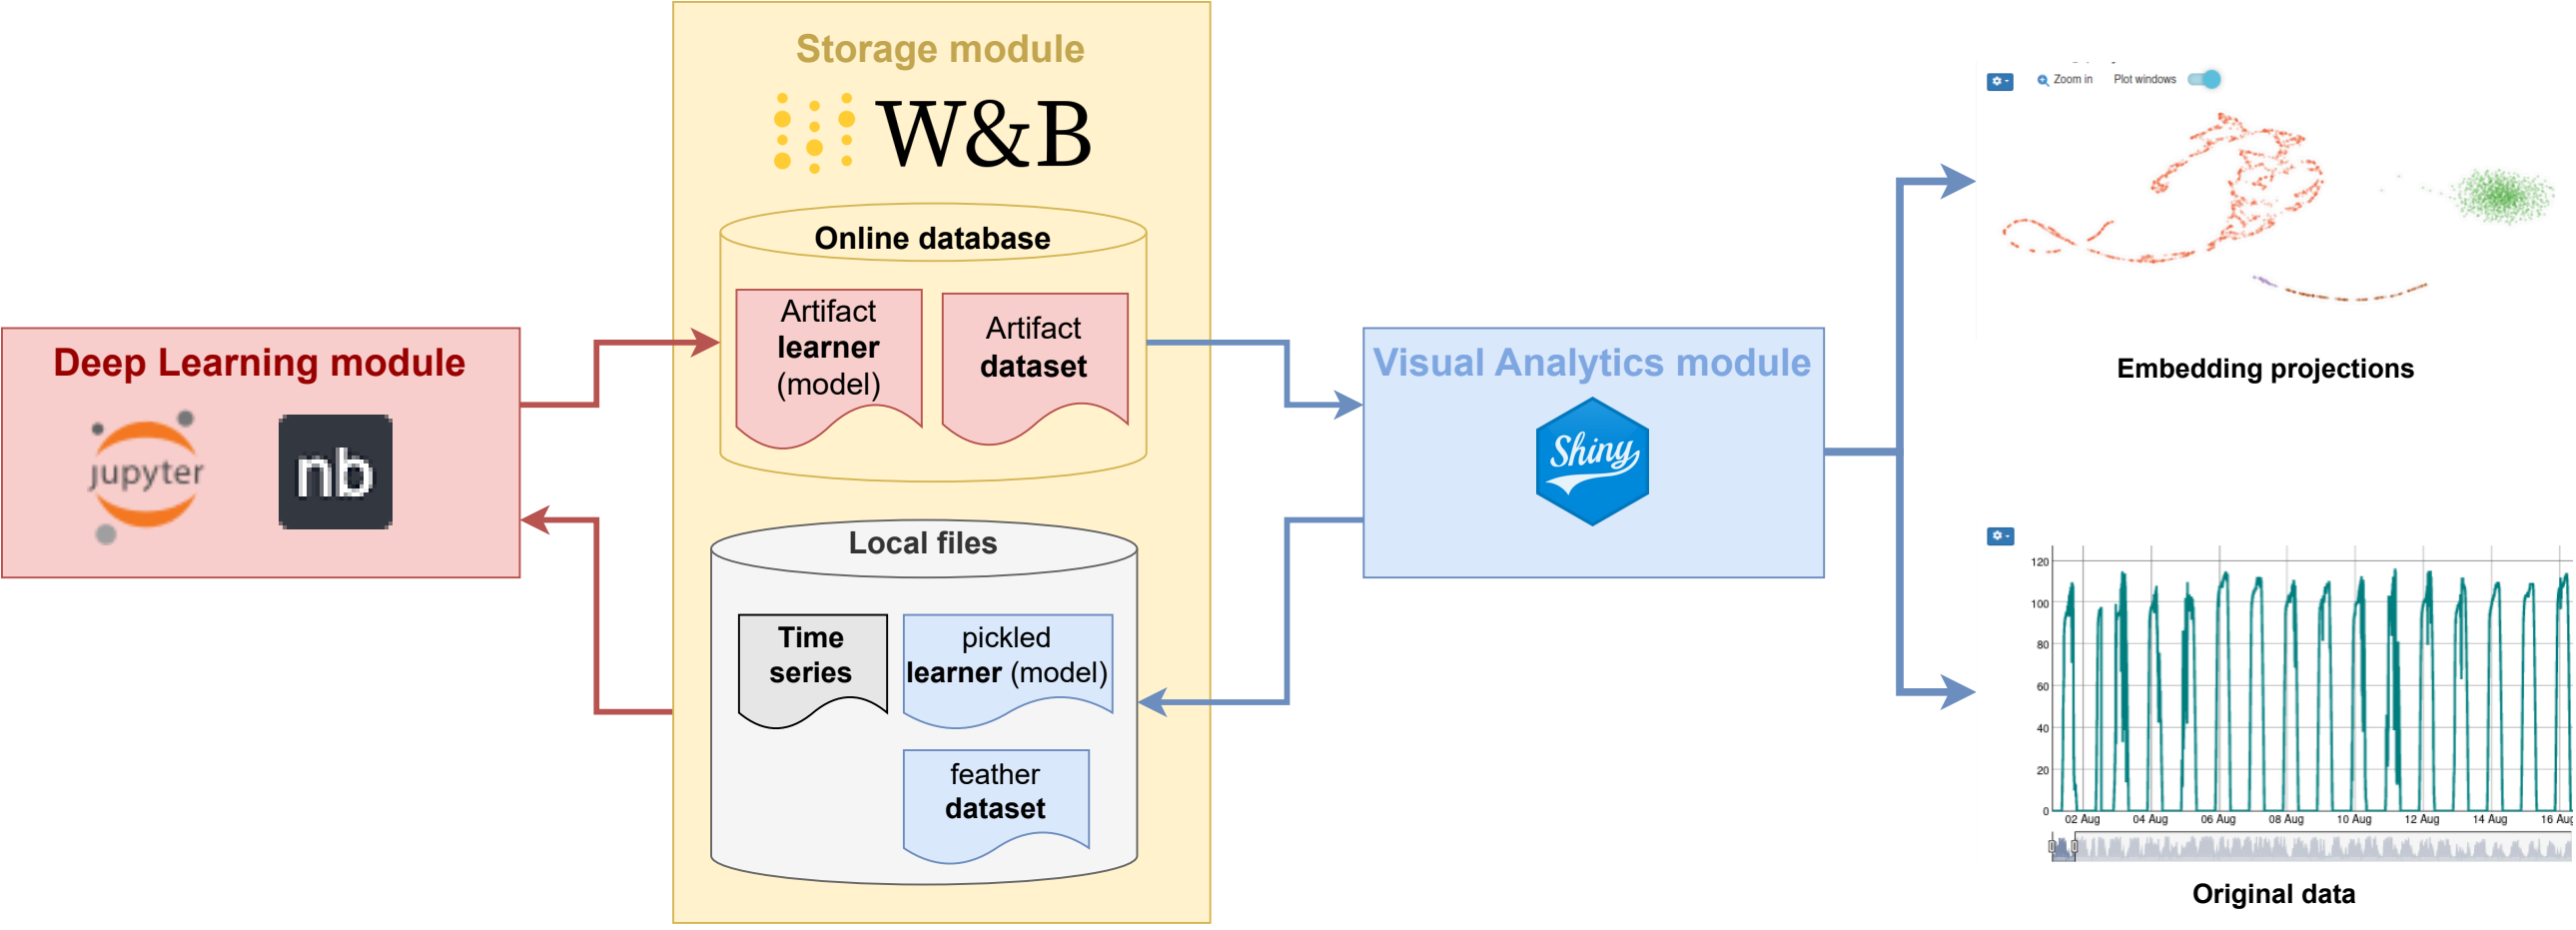 Storage module
W&B
Online database
Artifact
learner
(model)
Artifact
dataset
Local files
Time
series
pickled
learner (model)
feather
dataset
Deep Learning module
jupyter
nb
Visual Analytics module
Shiny
Zoom in
Plot windows
Embedding projections
120
100
80
60
40
20
0
02 Aug
04 Aug
06 Aug
08 Aug
10 Aug
12 Aug
14 Aug
16 Aug
Original data